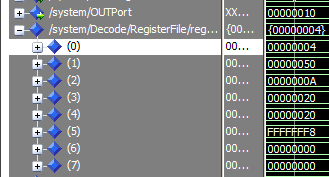 /system/OUTPort XX... 00000010
/system/Decode/RegisterFile/reg... {00... {00000004}
(0) 00... 00000004
(1) 00... 00000050
(2) 00... 0000000A
(3) 00... 00000020
(4) 00... 00000020
(5) 00... FFFFFFF8
(6) 00... 00000000
(7) 00... 00000000